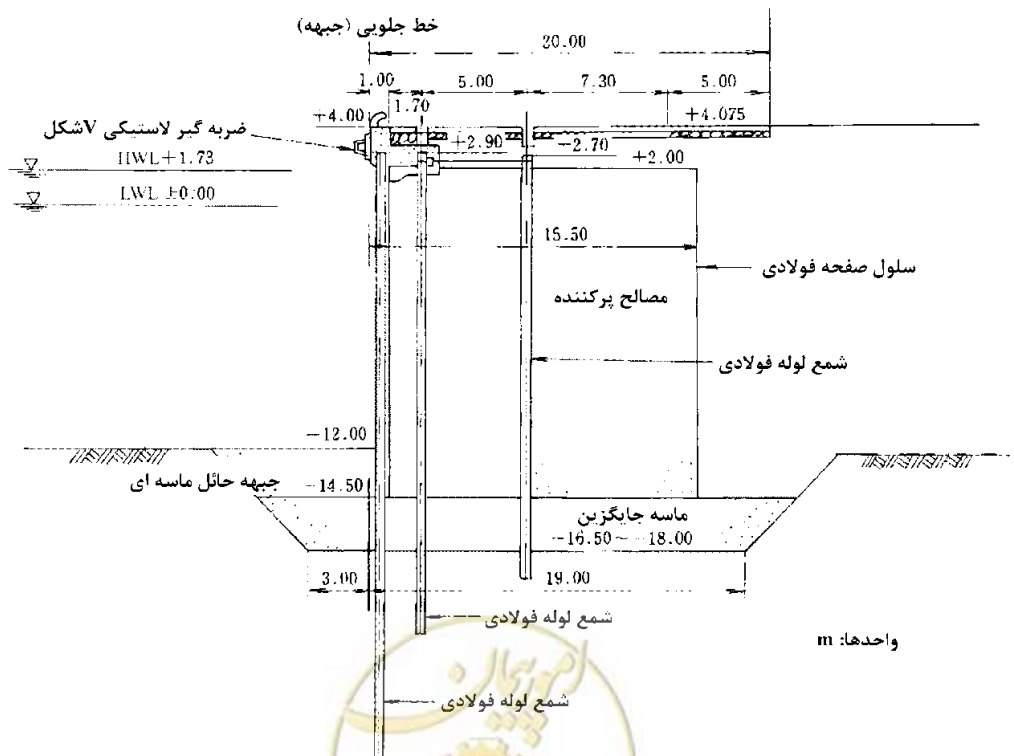 خط جلویی (جبهه)
20.00
1.00 5.00 7.30 5.00
1.70
+4.00 +4.075
ضربه گیر لاستیکی Vشکل
+2.90 -2.70
HWL+1.73 +2.00
LWL ±0.00
15.50
سلول صفحه فولادی
مصالح پرکننده
شمع لوله فولادی
-12.00
جبهه حائل ماسه ای
-14.50
ماسه جایگزین
-16.50~-18.00
3.00 19.00
شمع لوله فولادی
واحدها: m
شمع لوله فولادی
امور پیمان